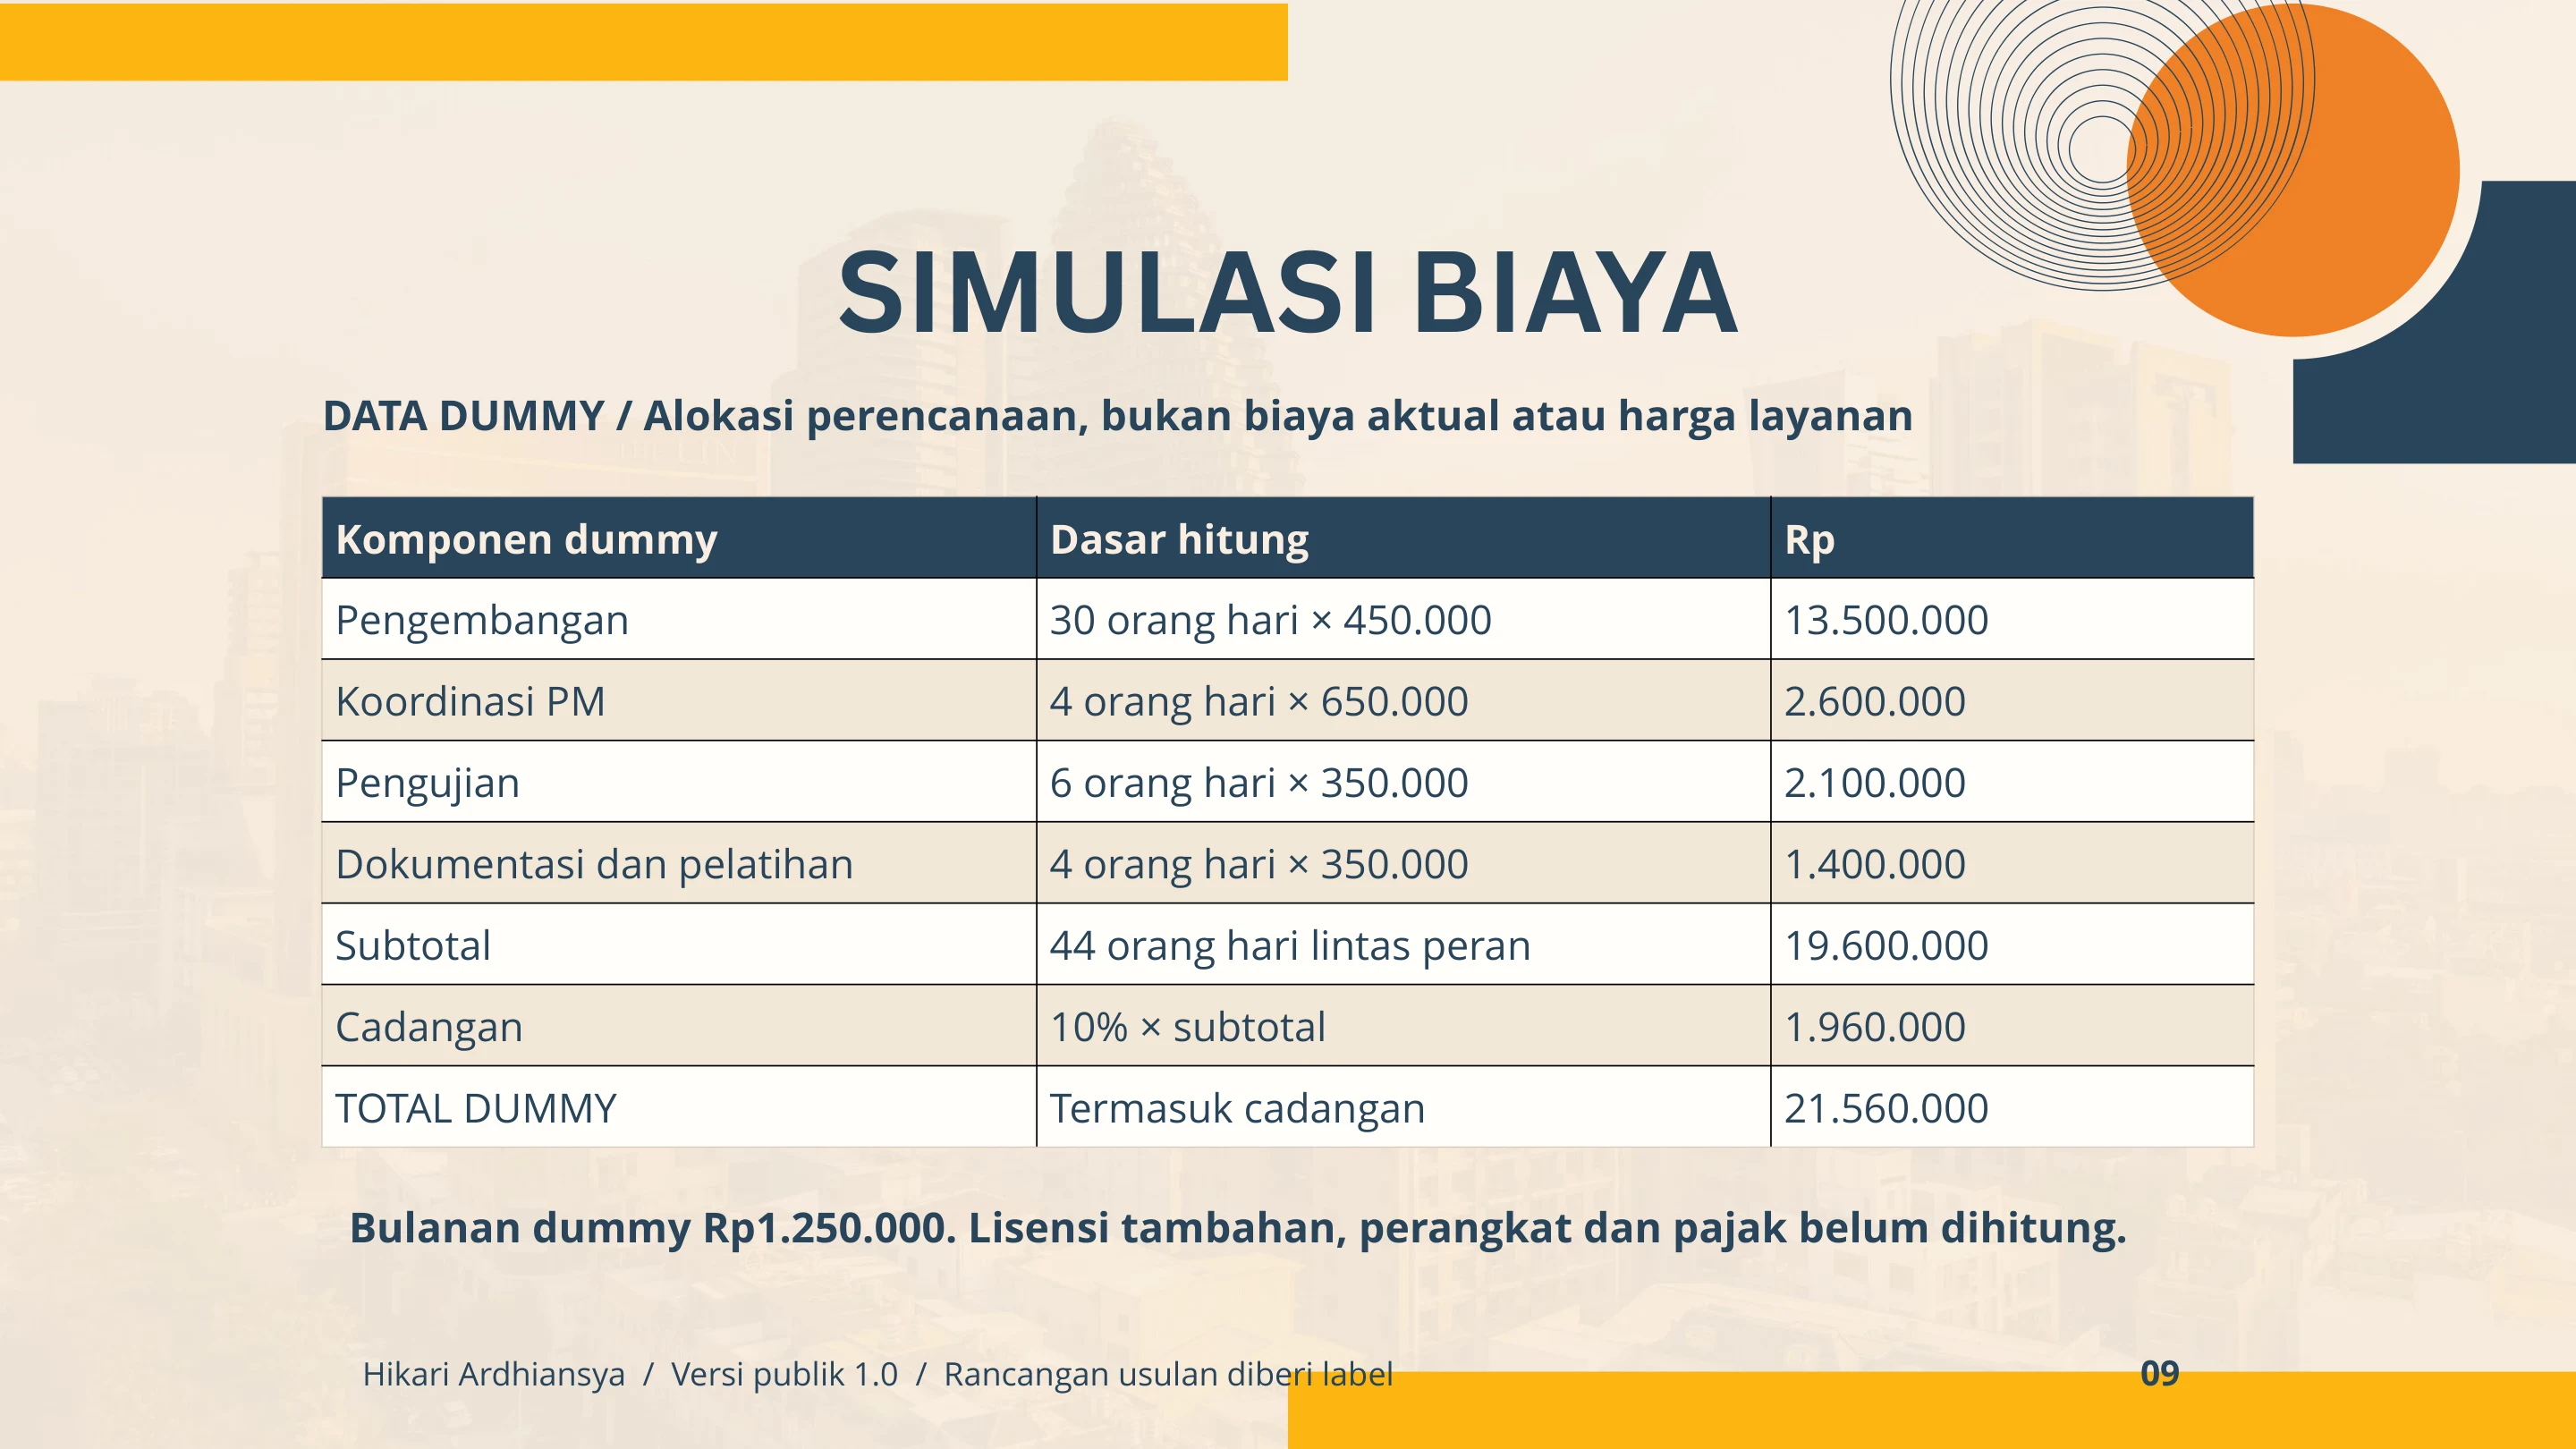 SIMULASI BIAYA
DATA DUMMY / Alokasi perencanaan, bukan biaya aktual atau harga layanan
Komponen dummy Dasar hitung Rp
Pengembangan 30 orang hari × 450.000 13.500.000
Koordinasi PM 4 orang hari × 650.000 2.600.000
Pengujian 6 orang hari × 350.000 2.100.000
Dokumentasi dan pelatihan 4 orang hari × 350.000 1.400.000
Subtotal 44 orang hari lintas peran 19.600.000
Cadangan 10% × subtotal 1.960.000
TOTAL DUMMY Termasuk cadangan 21.560.000
Bulanan dummy Rp1.250.000. Lisensi tambahan, perangkat dan pajak belum dihitung.
Hikari Ardhiansya / Versi publik 1.0 / Rancangan usulan diberi label 09